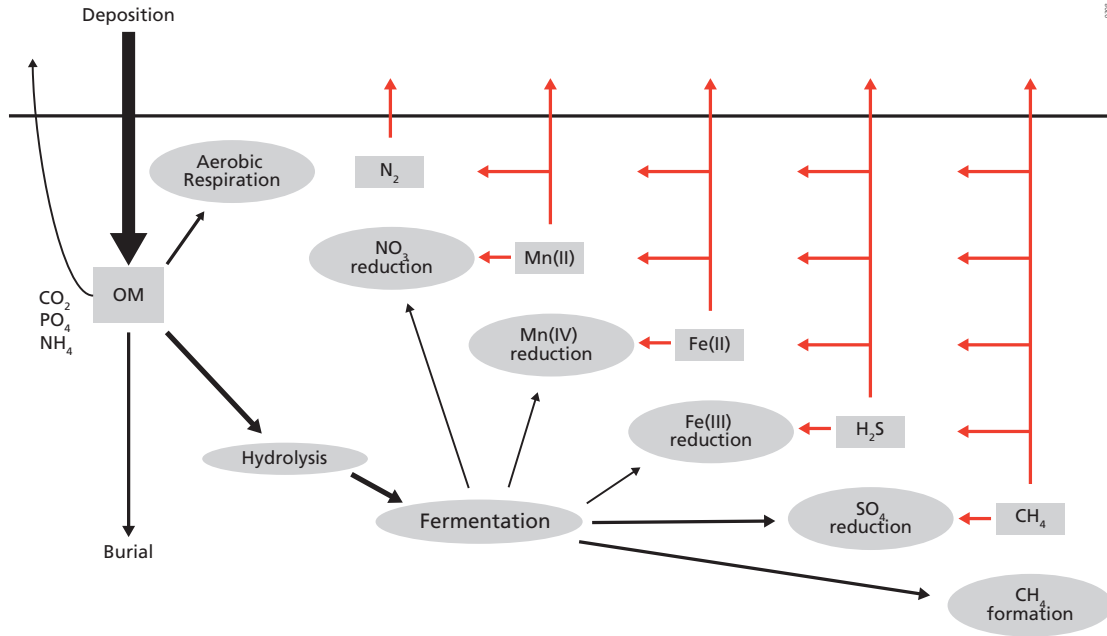 Deposition
Aerobic
Respiration
N₂
NO₃
reduction
Mn(II)
OM
CO₂
PO₄
NH₄
Mn(IV)
reduction
Fe(II)
Fe(III)
reduction
H₂S
Hydrolysis
SO₄
reduction
CH₄
Fermentation
Burial
CH₄
formation